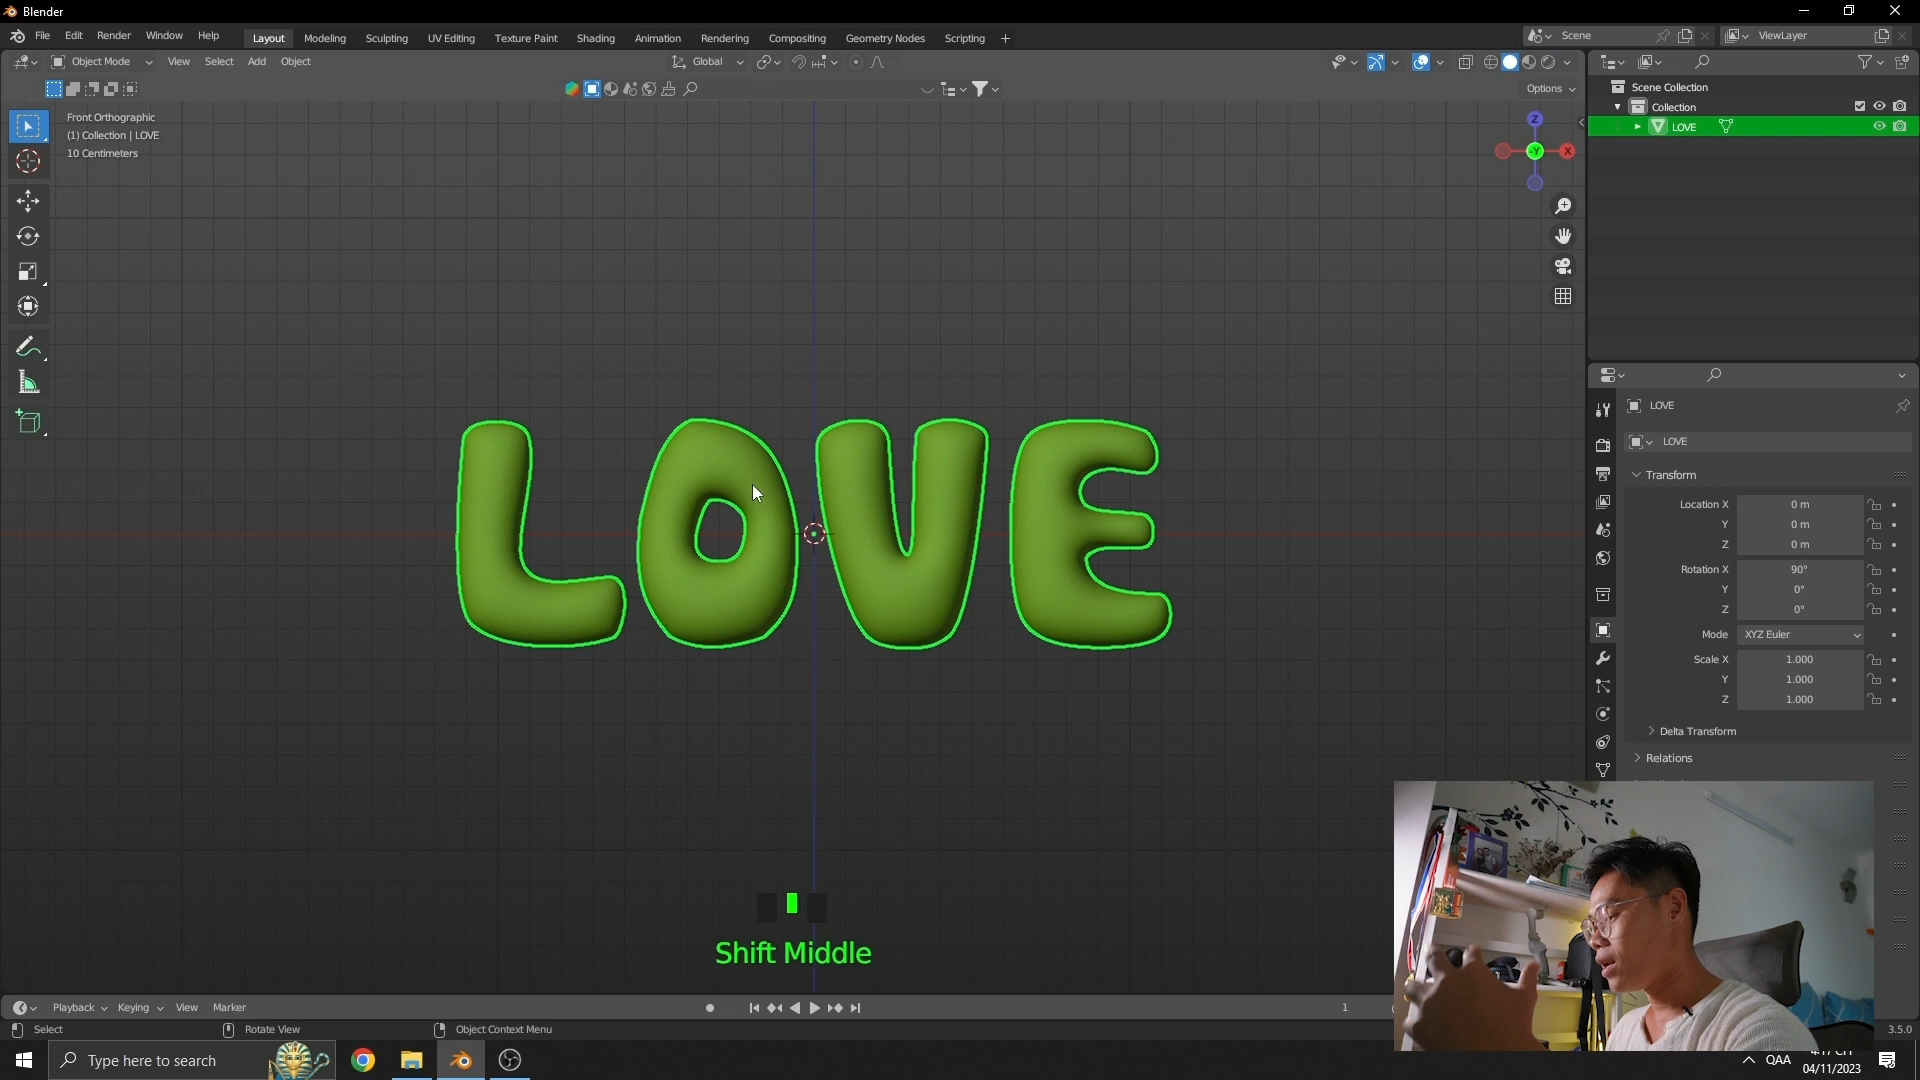 Blender
File Edit Render Window Help
Layout Modeling Sculpting UV Editing Texture Paint Shading Animation Rendering Compositing Geometry Nodes Scripting +
Scene
ViewLayer
Object Mode View Select Add Object
Global
Options
Front Orthographic
(1) Collection | LOVE
10 Centimeters
Z
-Y
X
Scene Collection
Collection
LOVE
LOVE
LOVE
Transform
Location X 0 m
Y 0 m
Z 0 m
Rotation X 90°
Y 0°
Z 0°
Mode XYZ Euler
Scale X 1.000
Y 1.000
Z 1.000
Delta Transform
Relations
LOVE
Shift Middle
Playback Keying View Marker
1
Select Rotate View Object Context Menu
3.5.0
Type here to search
QAA
04/11/2023